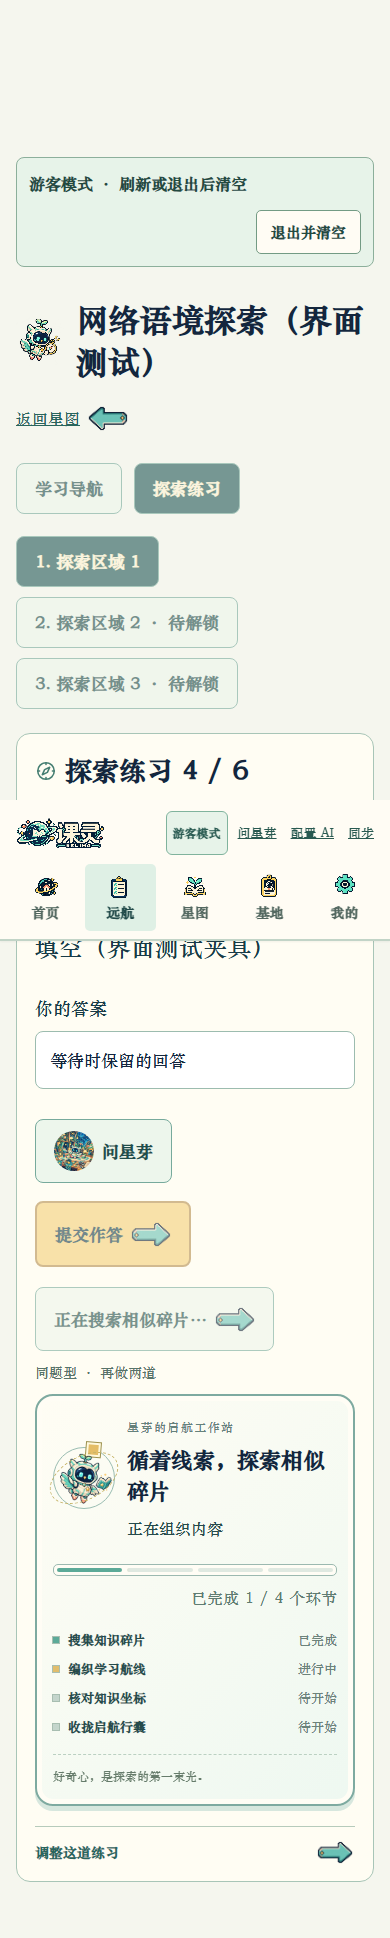 游客模式 · 刷新或退出后清空
退出并清空
网络语境探索（界面
测试）
返回星图
学习导航
探索练习
1. 探索区域 1
2. 探索区域 2 · 待解锁
3. 探索区域 3 · 待解锁
探索练习 4 / 6
课灵
游客模式
问星芽
配置 AI
同步
首页
远航
星图
基地
我的
填空（界面测试夹具）
你的答案
等待时保留的回答
问星芽
提交作答
正在搜索相似碎片…
同题型 · 再做两道
星芽的启航工作站
循着线索，探索相似
碎片
正在组织内容
已完成 1 / 4 个环节
搜集知识碎片 已完成
编织学习航线 进行中
核对知识坐标 待开始
收拢启航行囊 待开始
好奇心，是探索的第一束光。
调整这道练习